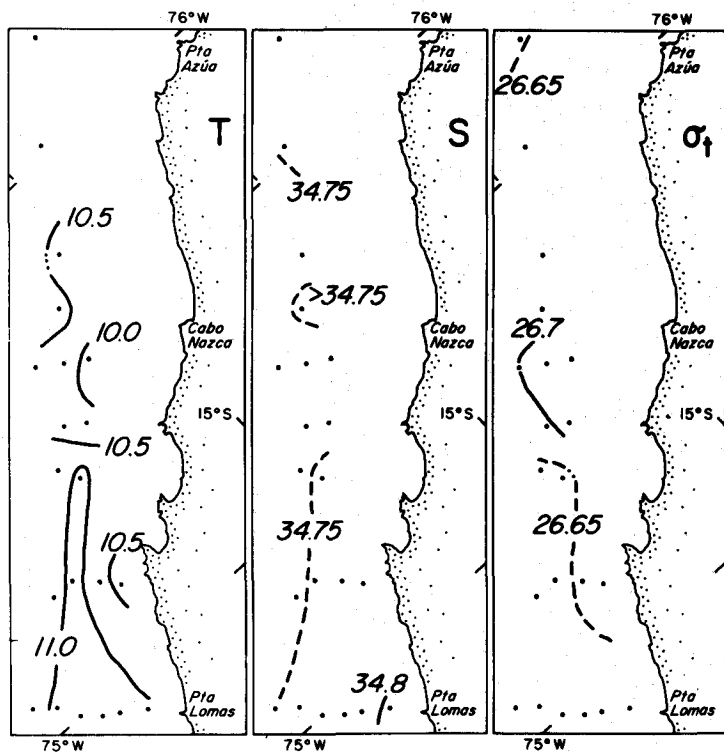 76°W
76°W
76°W
Pta
Azúa
Pta
Azúa
Pta
Azúa
26.65
T
S
σt
34.75
10.5
>34.75
10.0
Cabo
Nazca
Cabo
Nazca
26.7
Cabo
Nazca
15°S
15°S
10.5
34.75
26.65
10.5
11.0
34.8
Pta
Lomas
Pta
Lomas
Pta
Lomas
75°W
75°W
75°W